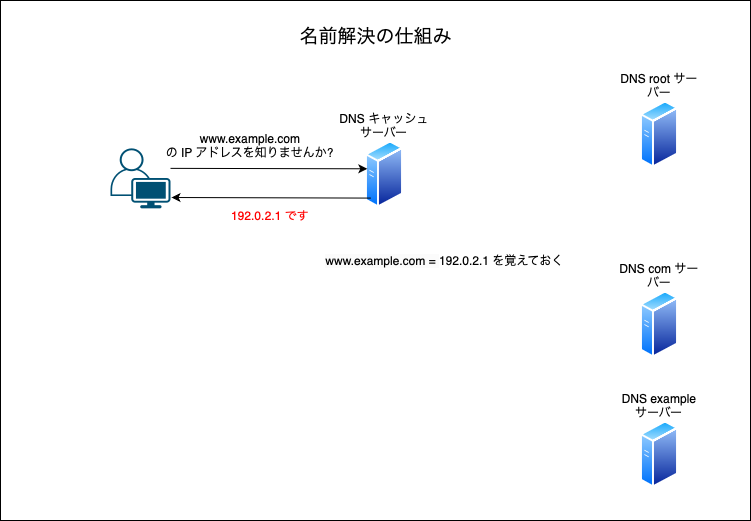 名前解決の仕組み
DNS root サー
バー
DNS キャッシュ
サーバー
www.example.com
の IP アドレスを知りませんか?
192.0.2.1 です
www.example.com = 192.0.2.1 を覚えておく
DNS com サー
バー
DNS example
サーバー